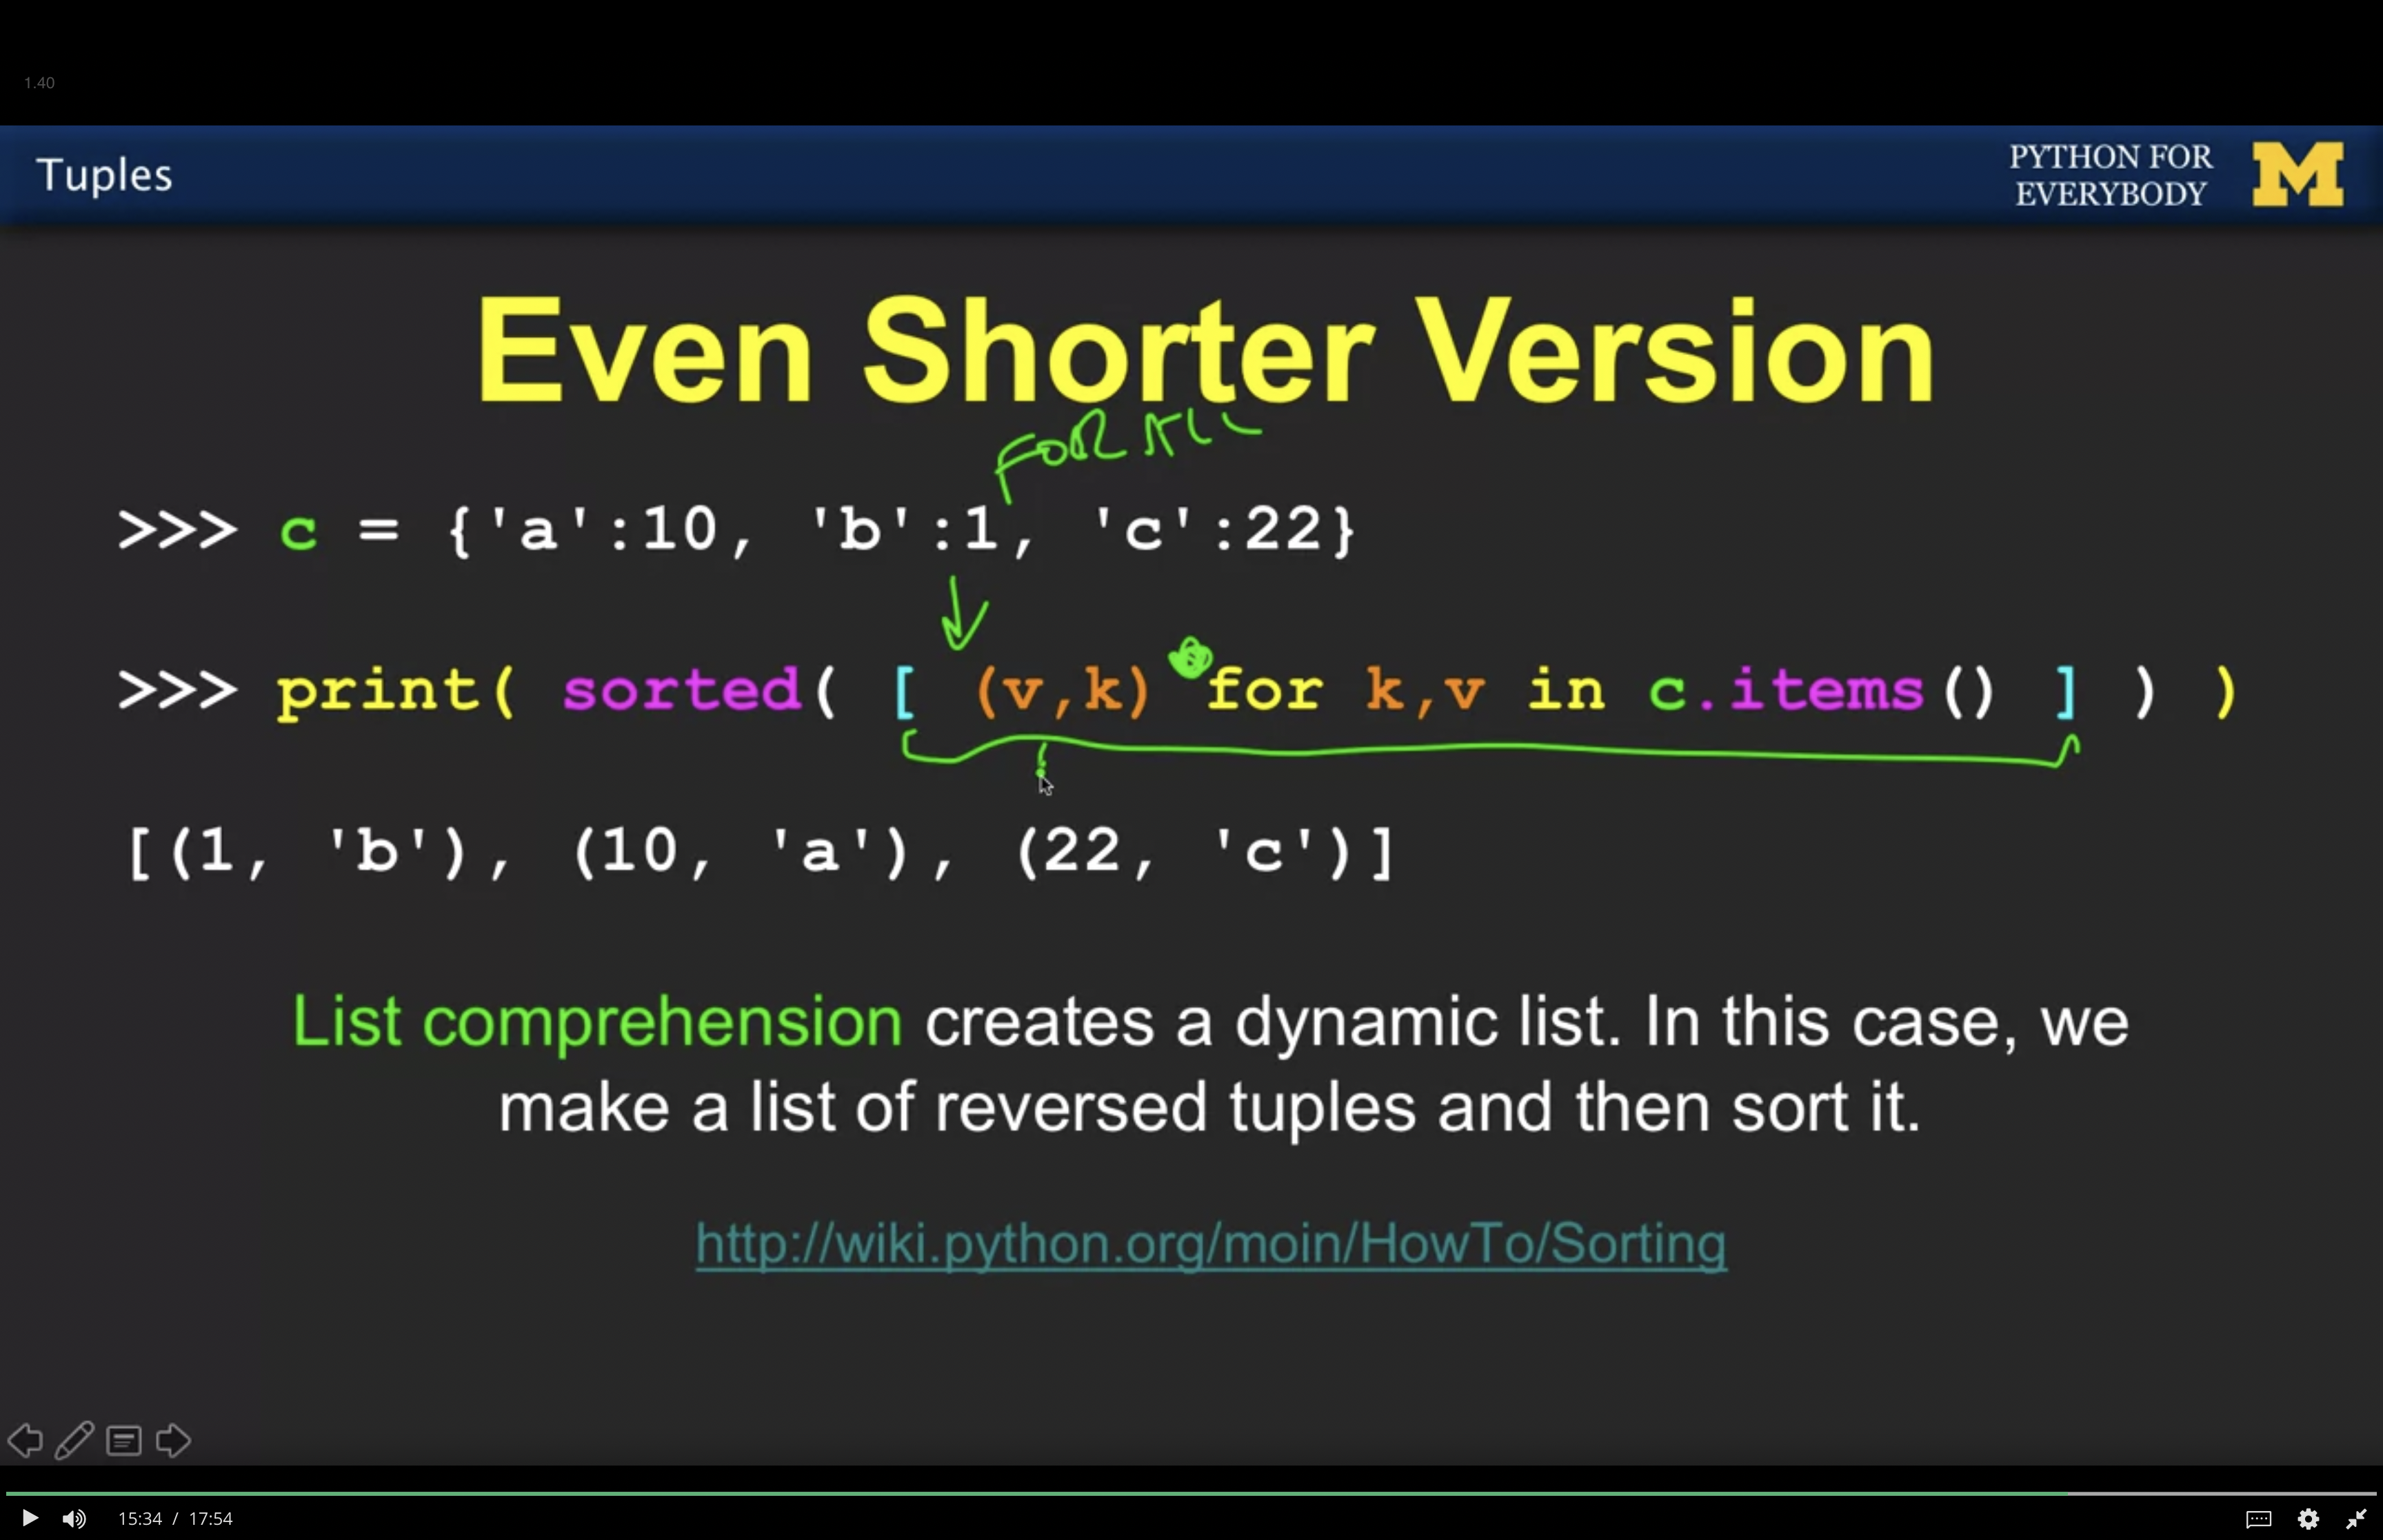 1.40
Tuples
PYTHON FOR
EVERYBODY
M
Even Shorter Version
FOR ALL
>>> c = {'a':10, 'b':1, 'c':22}
>>> print( sorted( [ (v,k) for k,v in c.items() ] ) )
[(1, 'b'), (10, 'a'), (22, 'c')]
List comprehension creates a dynamic list. In this case, we
make a list of reversed tuples and then sort it.
http://wiki.python.org/moin/HowTo/Sorting
15:34 / 17:54